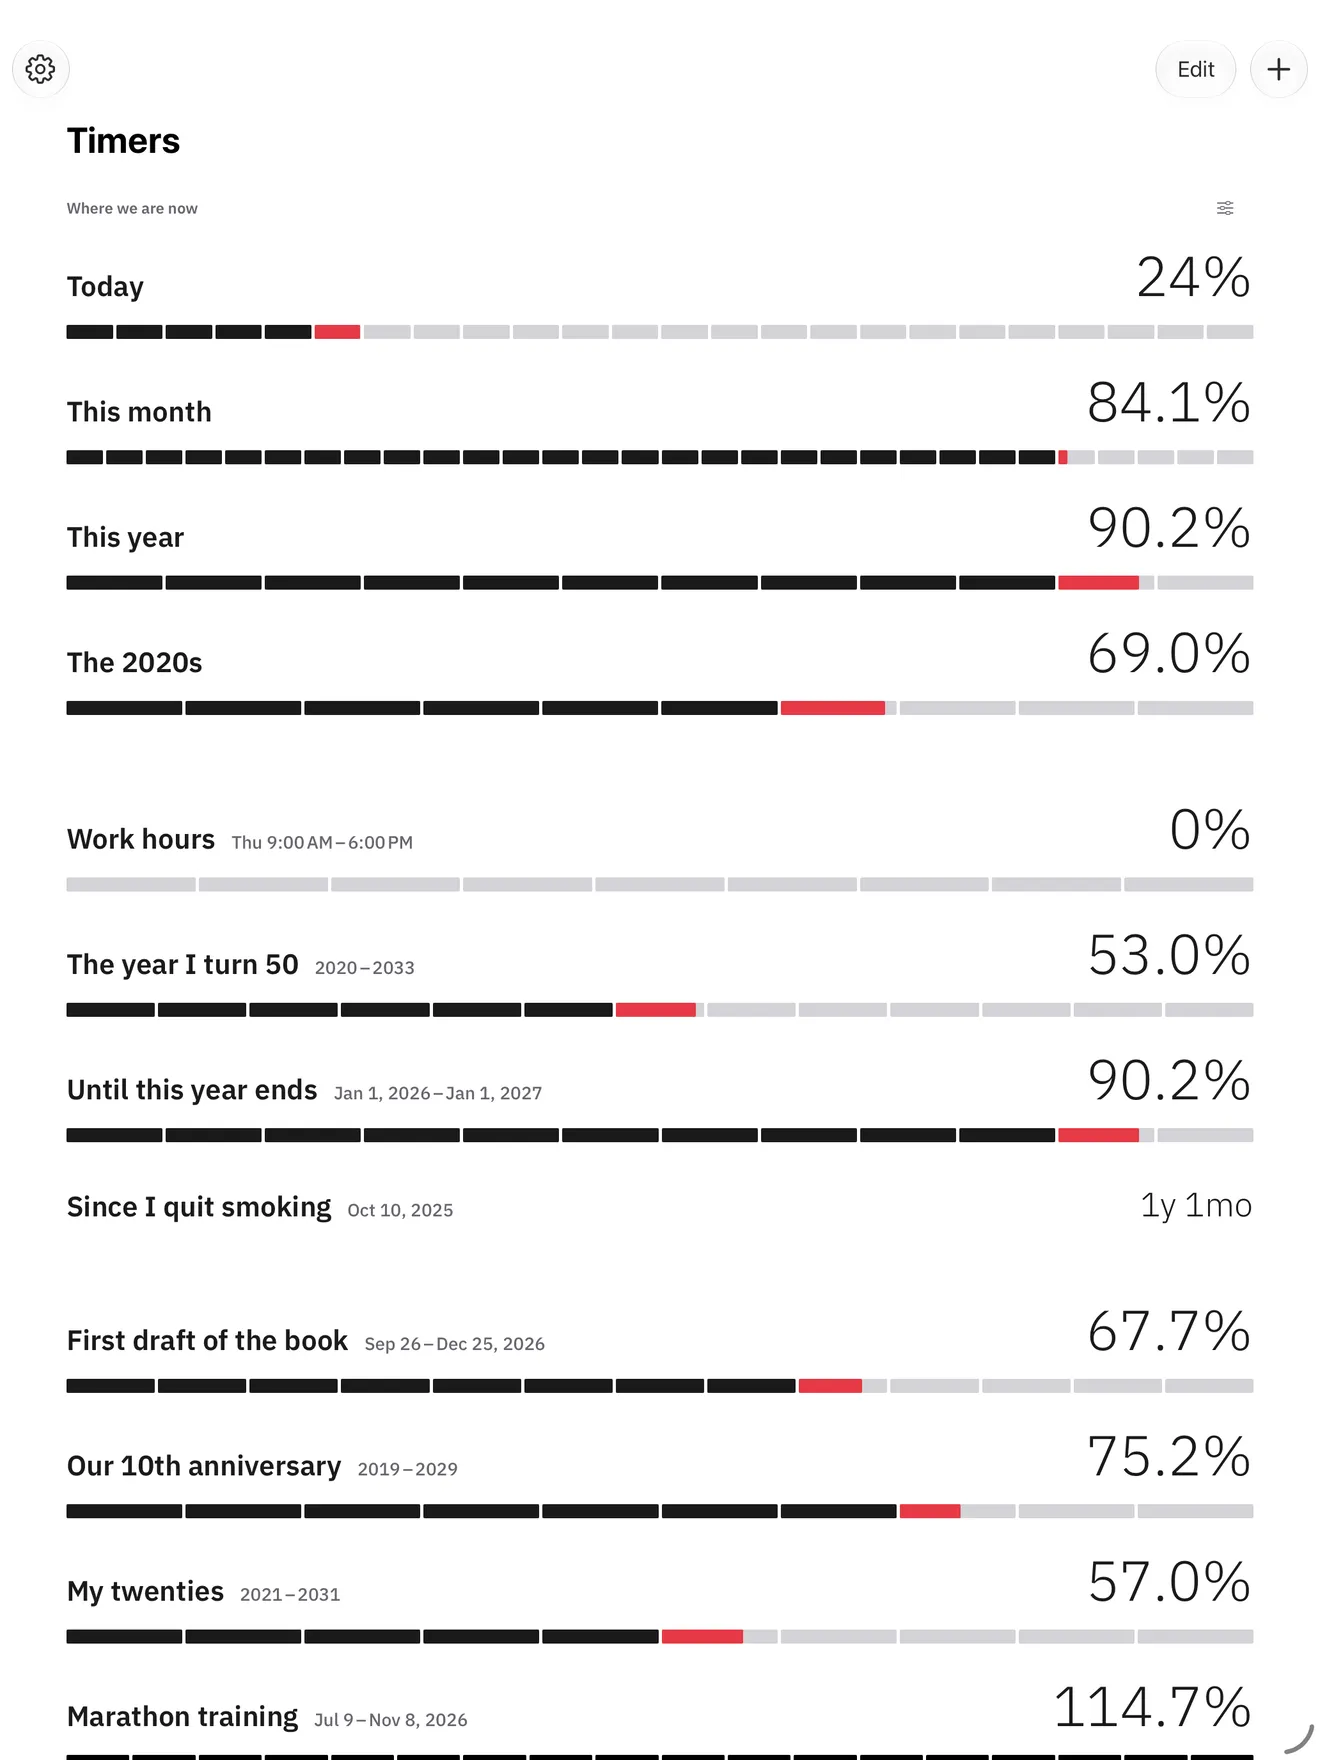 Edit
Timers
Where we are now
Today 24%
This month 84.1%
This year 90.2%
The 2020s 69.0%
Work hours Thu 9:00 AM – 6:00 PM 0%
The year I turn 50 2020 – 2033 53.0%
Until this year ends Jan 1, 2026 – Jan 1, 2027 90.2%
Since I quit smoking Oct 10, 2025 1y 1mo
First draft of the book Sep 26 – Dec 25, 2026 67.7%
Our 10th anniversary 2019 – 2029 75.2%
My twenties 2021 – 2031 57.0%
Marathon training Jul 9 – Nov 8, 2026 114.7%